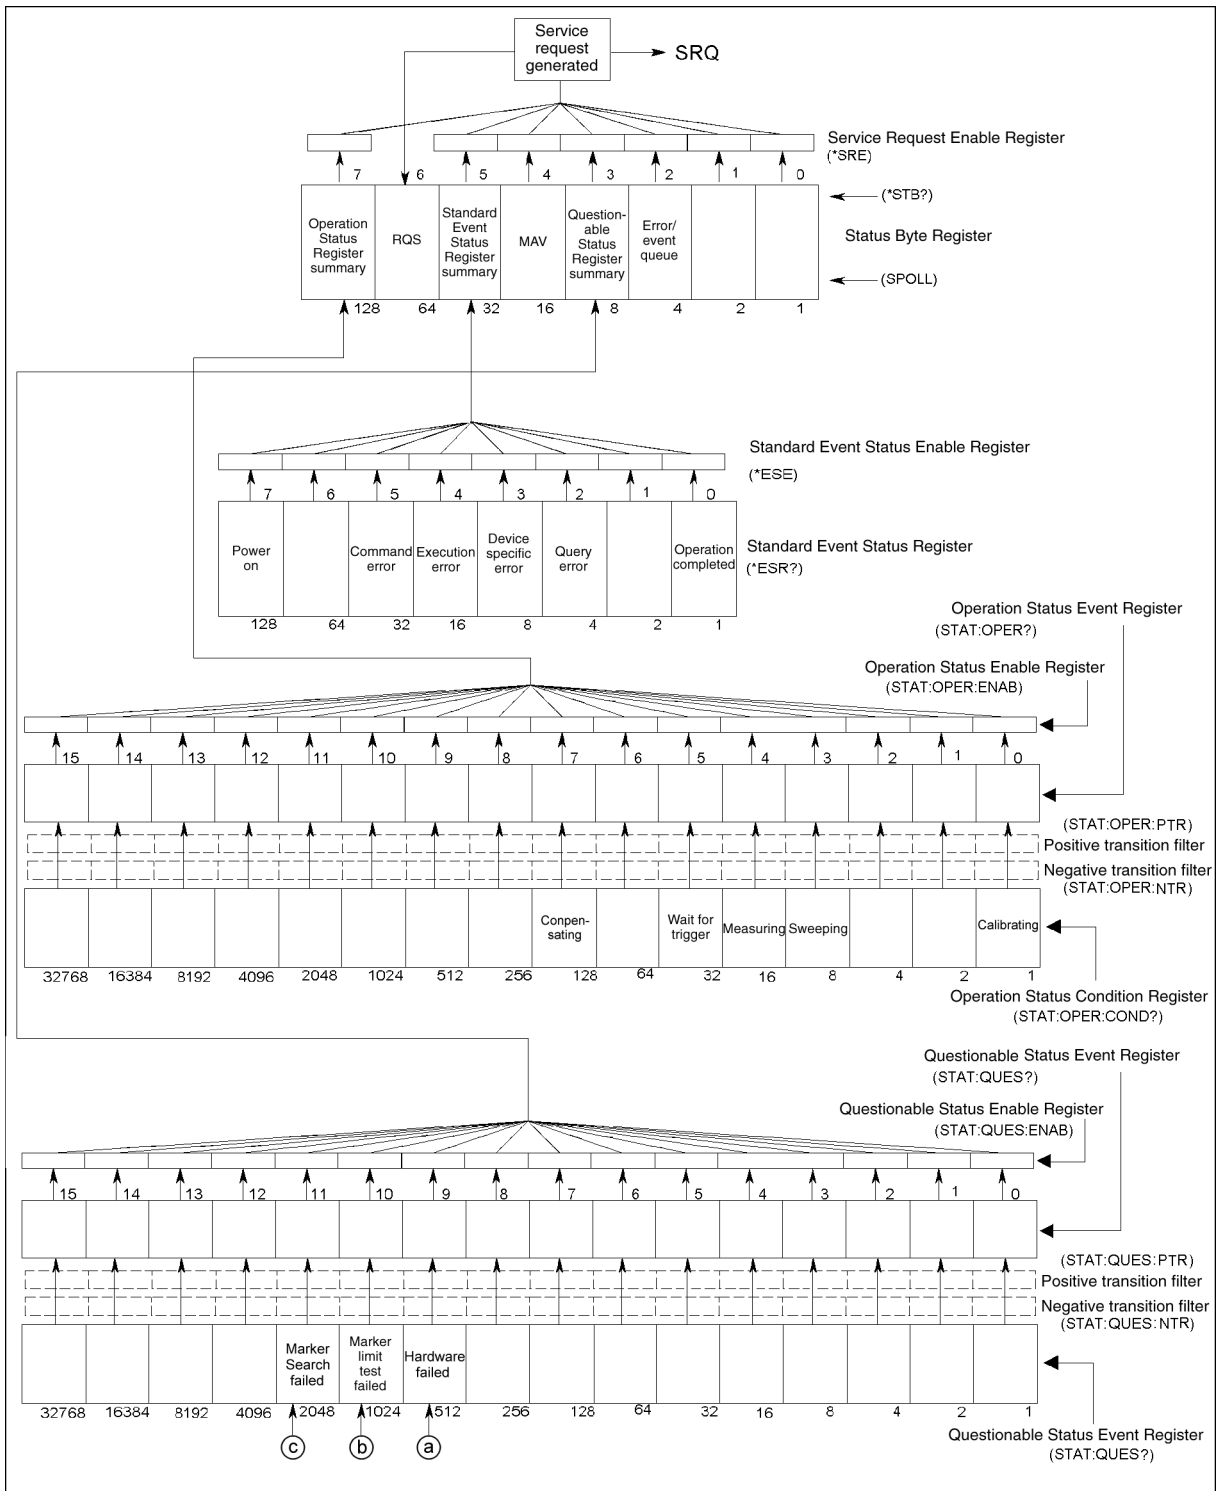 Service
request
generated
SRQ
Service Request Enable Register
(*SRE)
7 6 5 4 3 2 1 0
(*STB?)
Operation
Status
Register
summary
RQS
Standard
Event
Status
Register
summary
MAV
Question-
able
Status
Register
summary
Error/
event
queue
Status Byte Register
(SPOLL)
128 64 32 16 8 4 2 1
Standard Event Status Enable Register
(*ESE)
7 6 5 4 3 2 1 0
Power
on
Command
error
Execution
error
Device
specific
error
Query
error
Operation
completed
Standard Event Status Register
(*ESR?)
128 64 32 16 8 4 2 1
Operation Status Event Register
(STAT:OPER?)
Operation Status Enable Register
(STAT:OPER:ENAB)
15 14 13 12 11 10 9 8 7 6 5 4 3 2 1 0
(STAT:OPER:PTR)
Positive transition filter
Negative transition filter
(STAT:OPER:NTR)
Conpen-
sating
Wait for
trigger
Measuring
Sweeping
Calibrating
32768 16384 8192 4096 2048 1024 512 256 128 64 32 16 8 4 2 1
Operation Status Condition Register
(STAT:OPER:COND?)
Questionable Status Event Register
(STAT:QUES?)
Questionable Status Enable Register
(STAT:QUES:ENAB)
15 14 13 12 11 10 9 8 7 6 5 4 3 2 1 0
(STAT:QUES:PTR)
Positive transition filter
Negative transition filter
(STAT:QUES:NTR)
Marker
Search
failed
Marker
limit
test
failed
Hardware
failed
32768 16384 8192 4096 2048 1024 512 256 128 64 32 16 8 4 2 1
c b a
Questionable Status Event Register
(STAT:QUES?)